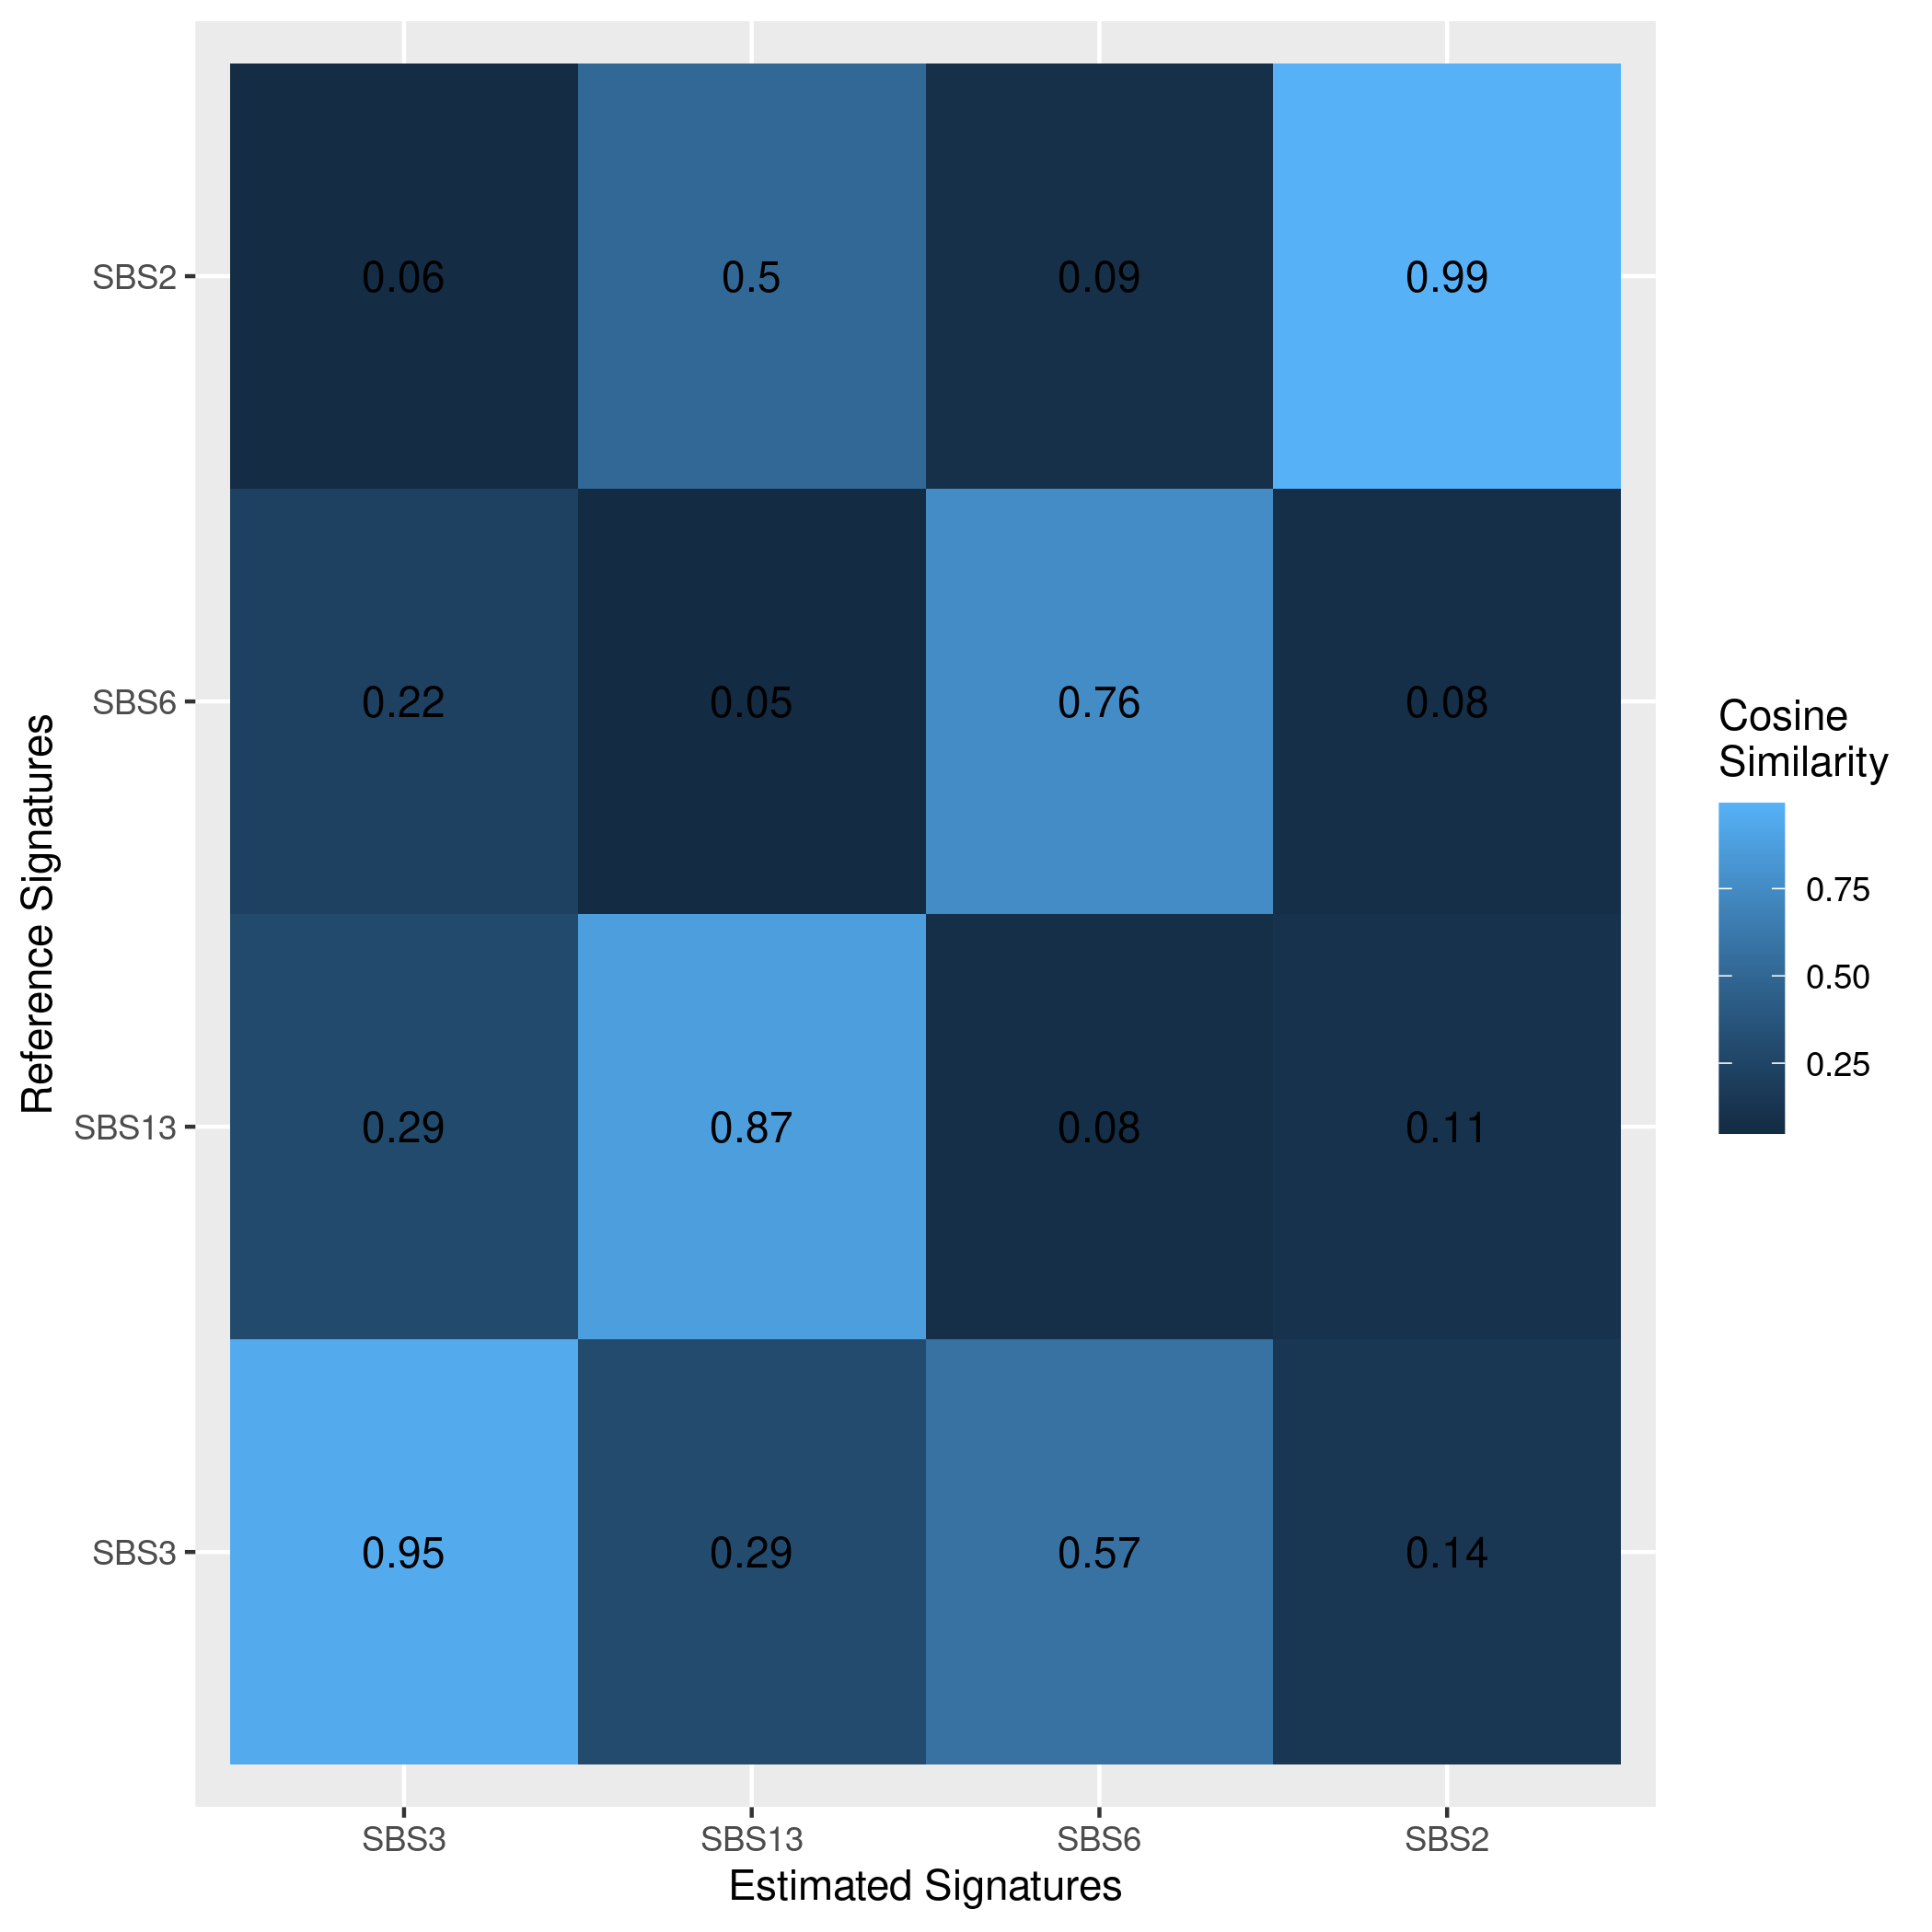 SBS2
0.06 0.5 0.09 0.99
SBS6
0.22 0.05 0.76 0.08
SBS13
0.29 0.87 0.08 0.11
SBS3
0.95 0.29 0.57 0.14
SBS3 SBS13 SBS6 SBS2
Estimated Signatures
Reference Signatures
Cosine
Similarity
0.75
0.50
0.25